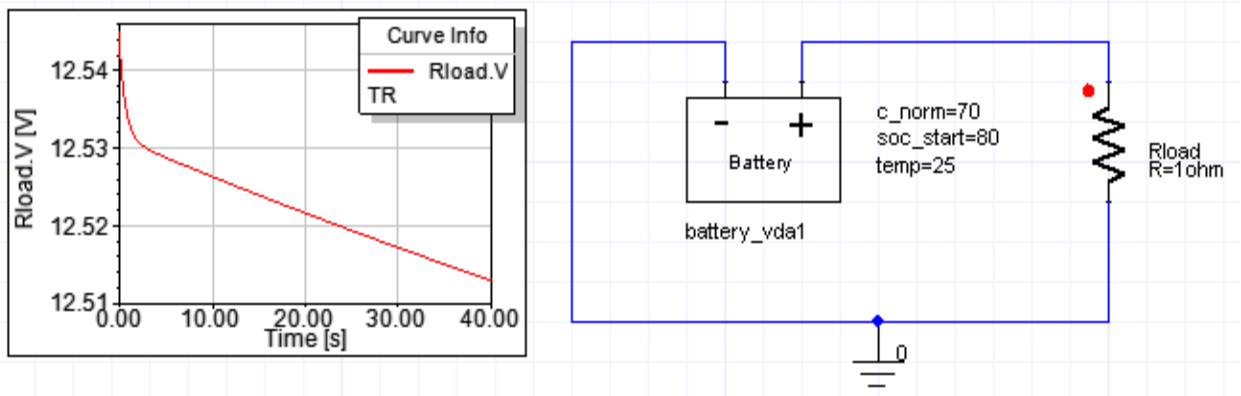 Curve Info
Rload.V
TR
12.54
12.53
12.52
12.51
Rload.V [V]
0.00 10.00 20.00 30.00 40.00
Time [s]
- +
Battery
battery_vda1
c_norm=70
soc_start=80
temp=25
Rload
R=1ohm
0